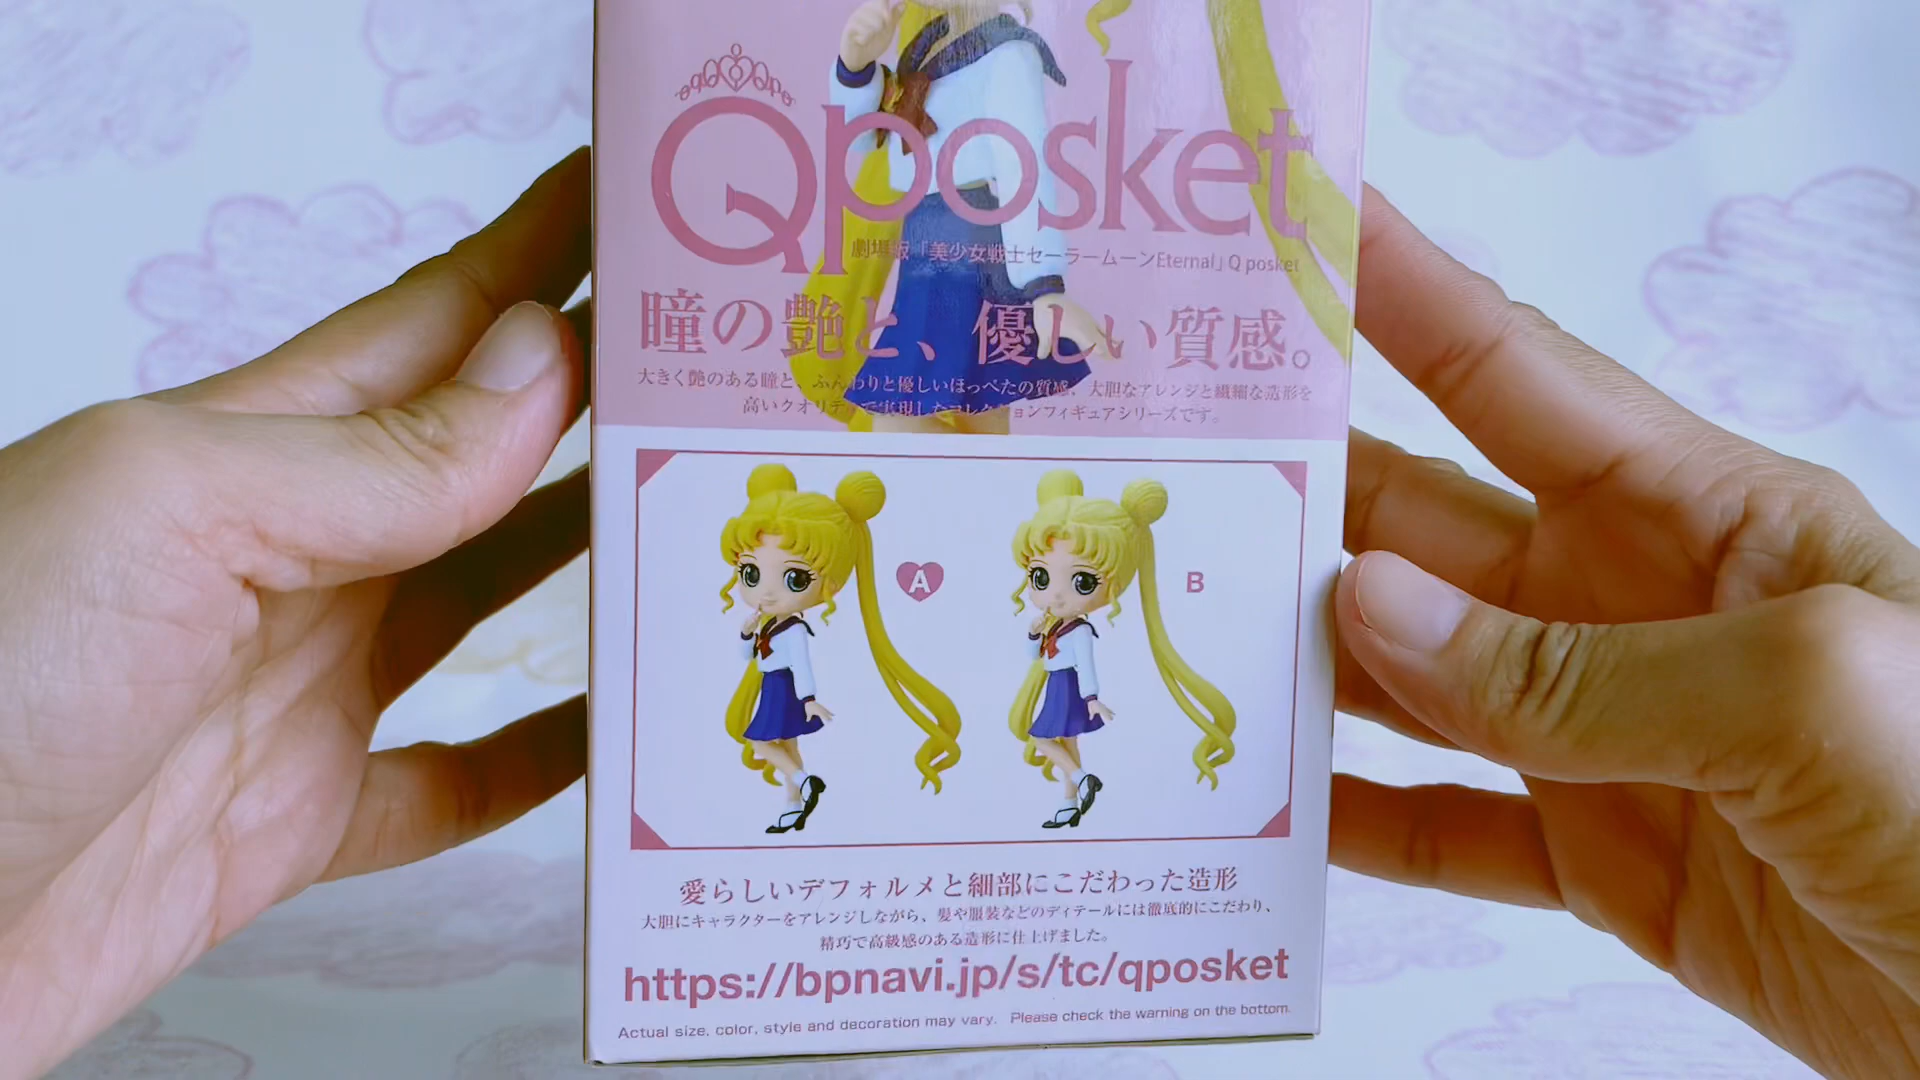 Qposket
劇場版「美少女戦士セーラームーンEternal」Q posket
瞳の艶と、優しい質感。
大きく艶のある瞳と、ふんわりと優しいほっぺたの質感、大胆なアレンジと繊細な造形を
高いクオリティで実現したコレクションフィギュアシリーズです。
A
B
愛らしいデフォルメと細部にこだわった造形
大胆にキャラクターをアレンジしながら、髪や服装などのディテールには徹底的にこだわり、
精巧で高級感のある造形に仕上げました。
https://bpnavi.jp/s/tc/qposket
Actual size, color, style and decoration may vary. Please check the warning on the bottom.